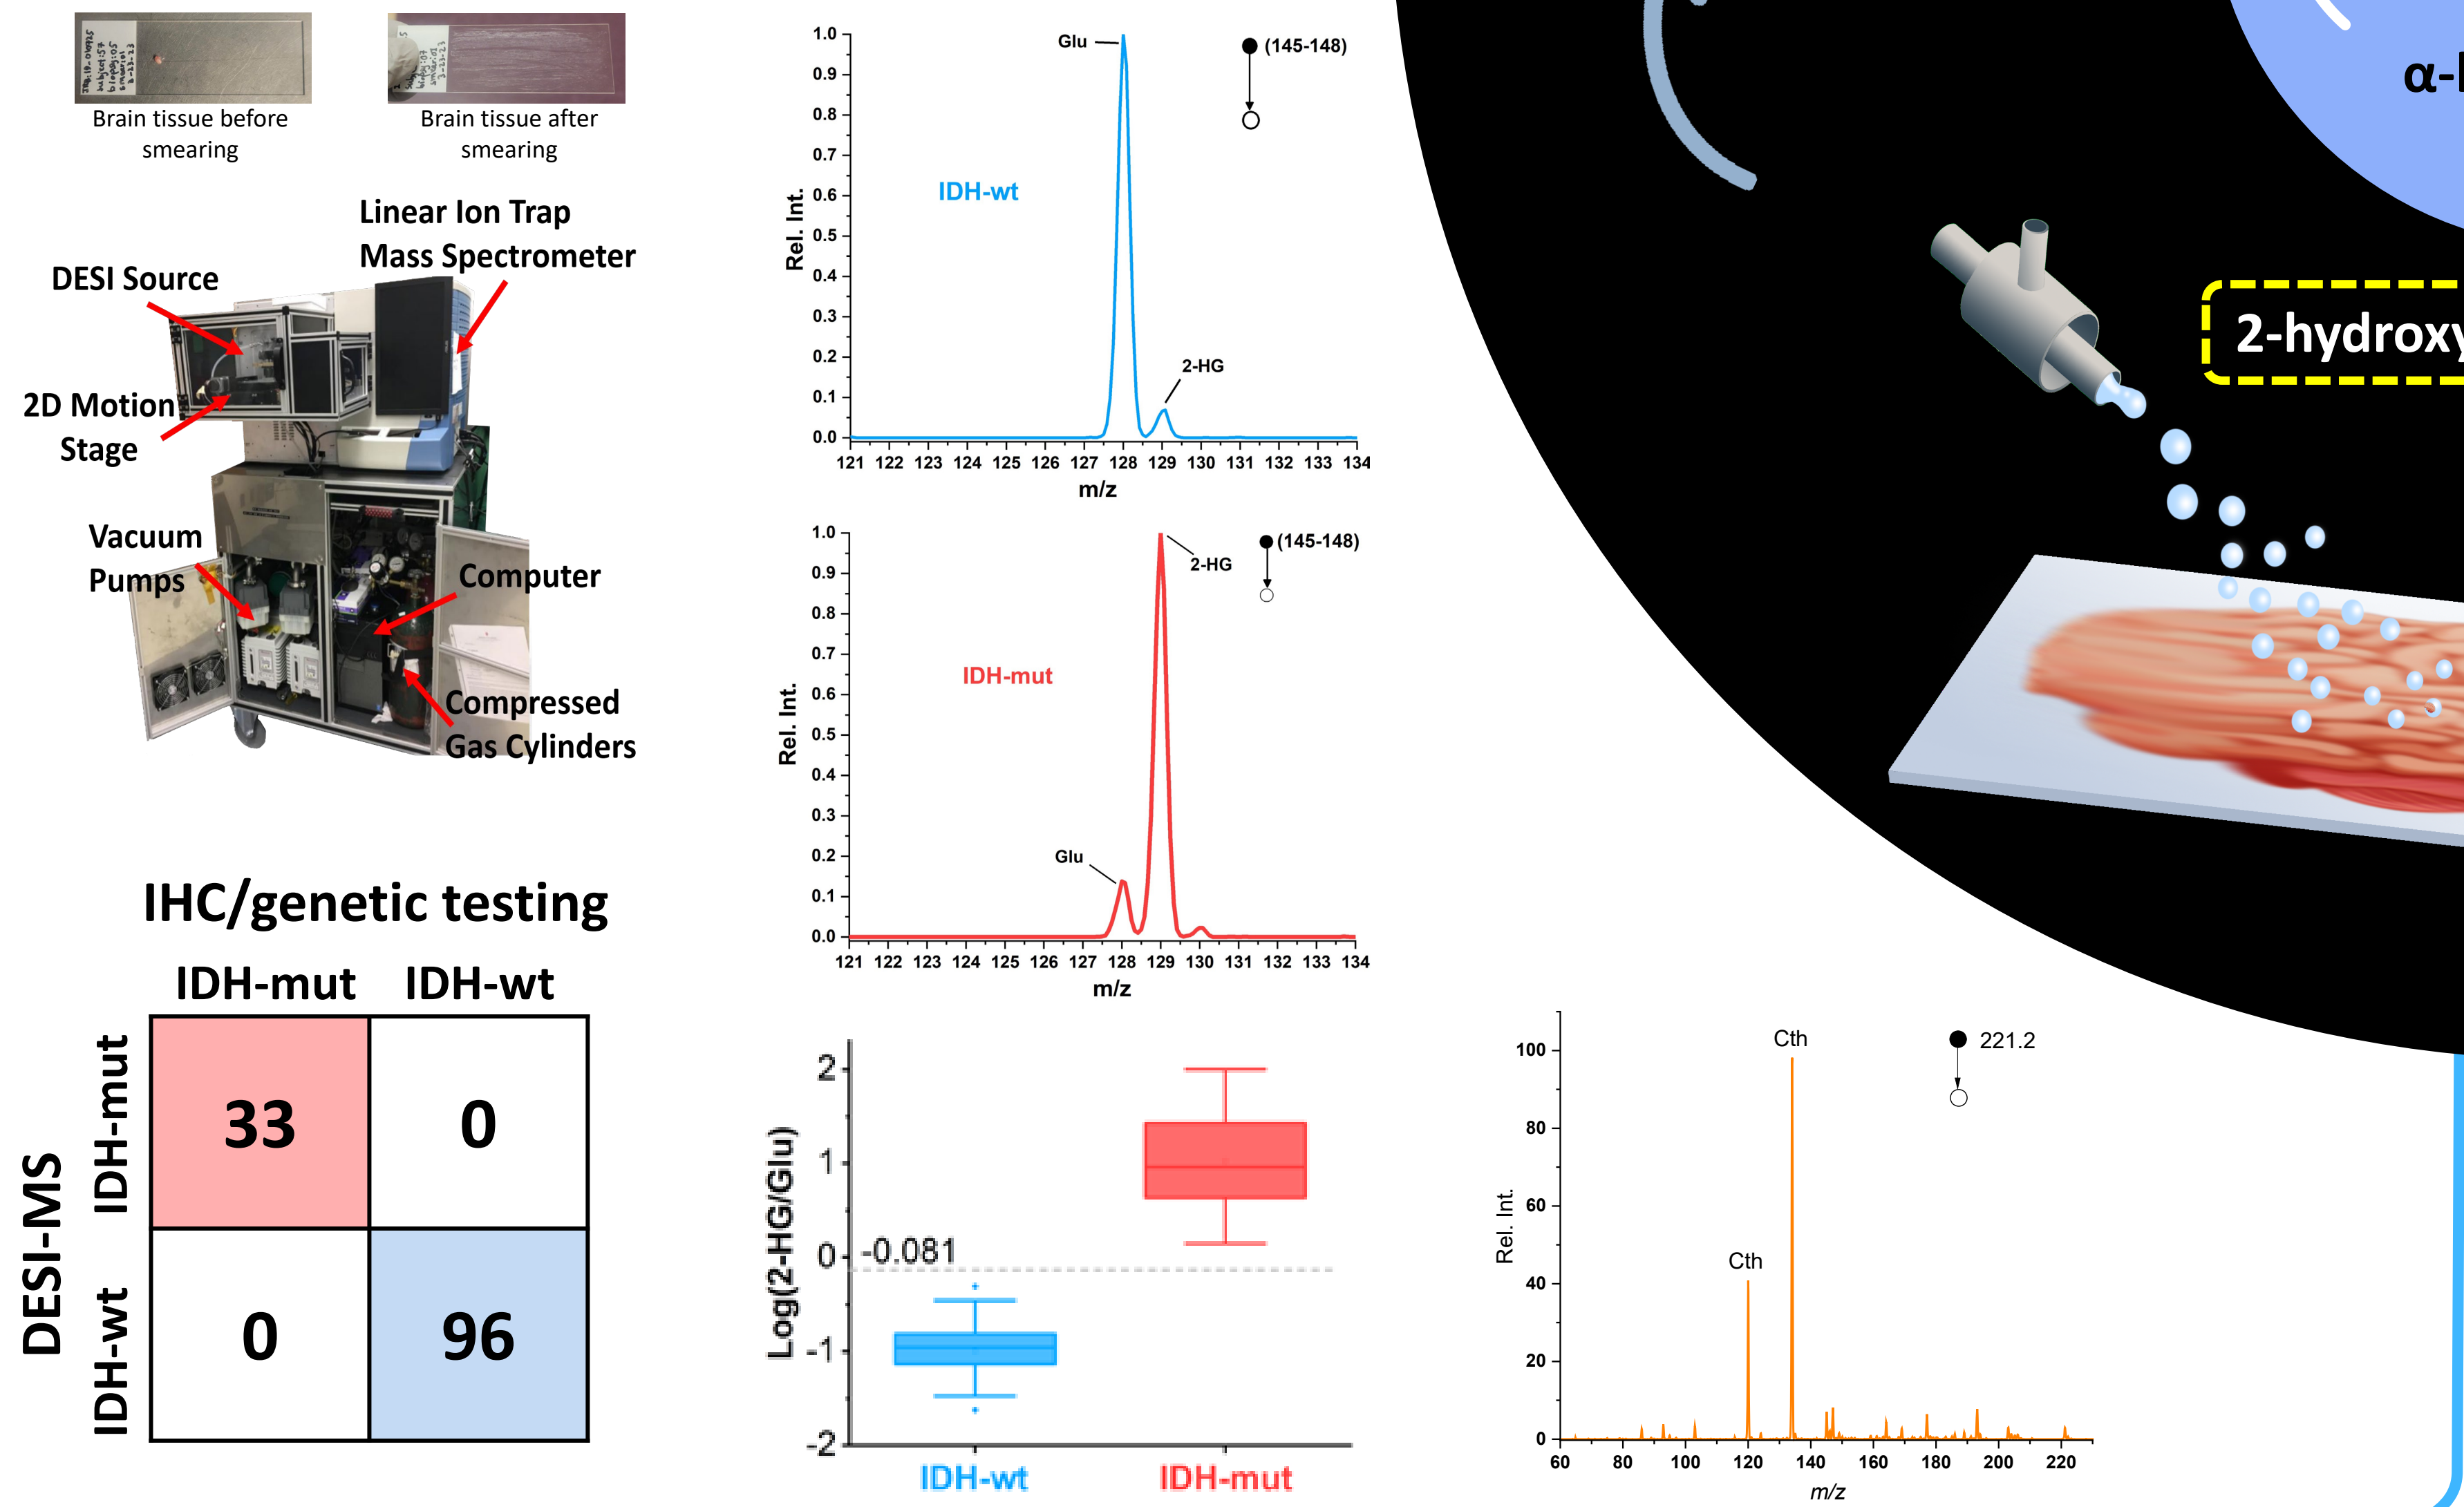 Brain tissue before
smearing
Brain tissue after
smearing
Linear Ion Trap
Mass Spectrometer
DESI Source
2D Motion
Stage
Vacuum
Pumps
Computer
Compressed
Gas Cylinders
IHC/genetic testing
IDH-mut IDH-wt
DESI-MS
IDH-mut
33 0
IDH-wt
0 96
Rel. Int.
1.0
0.9
0.8
0.7
0.6
0.5
0.4
0.3
0.2
0.1
0.0
Glu
(145-148)
IDH-wt
2-HG
121 122 123 124 125 126 127 128 129 130 131 132 133 134
m/z
Rel. Int.
1.0
0.9
0.8
0.7
0.6
0.5
0.4
0.3
0.2
0.1
0.0
2-HG
(145-148)
IDH-mut
Glu
121 122 123 124 125 126 127 128 129 130 131 132 133 134
m/z
Log(2-HG/Glu)
2
1
0
-1
-2
-0.081
IDH-wt IDH-mut
α-
2-hydroxy
Rel. Int.
100
80
60
40
20
0
Cth
221.2
Cth
60 80 100 120 140 160 180 200 220
m/z